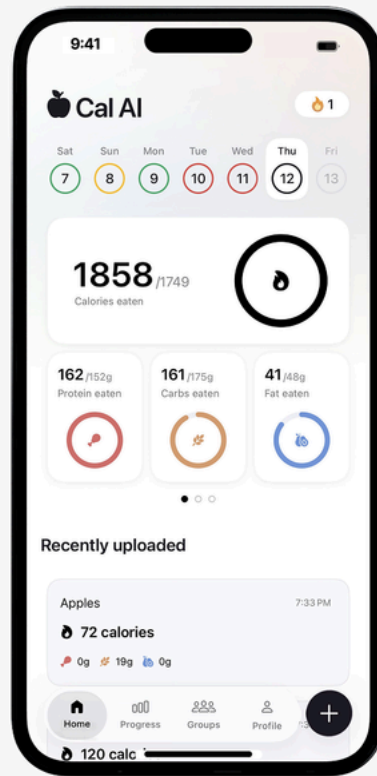 9:41
Cal AI
1
Sat Sun Mon Tue Wed Thu Fri
7 8 9 10 11 12 13
1858 /1749
Calories eaten
162 /152g
Protein eaten
161 /175g
Carbs eaten
41 /48g
Fat eaten
Recently uploaded
Apples 7:33 PM
72 calories
0g 19g 0g
Home Progress Groups Profile
120 calc